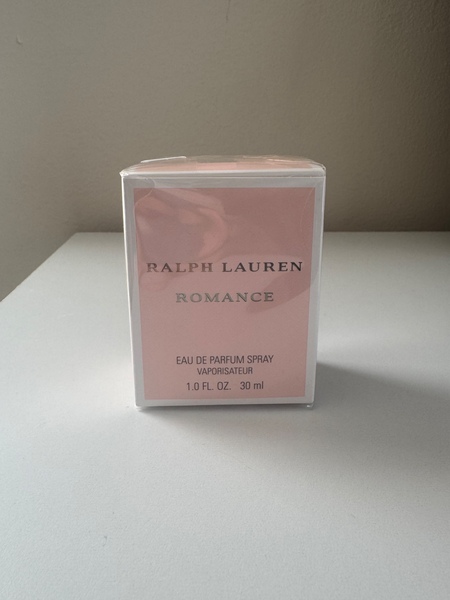 RALPH LAUREN
ROMANCE
EAU DE PARFUM SPRAY
VAPORISATEUR
1.0 FL. OZ. 30 ml